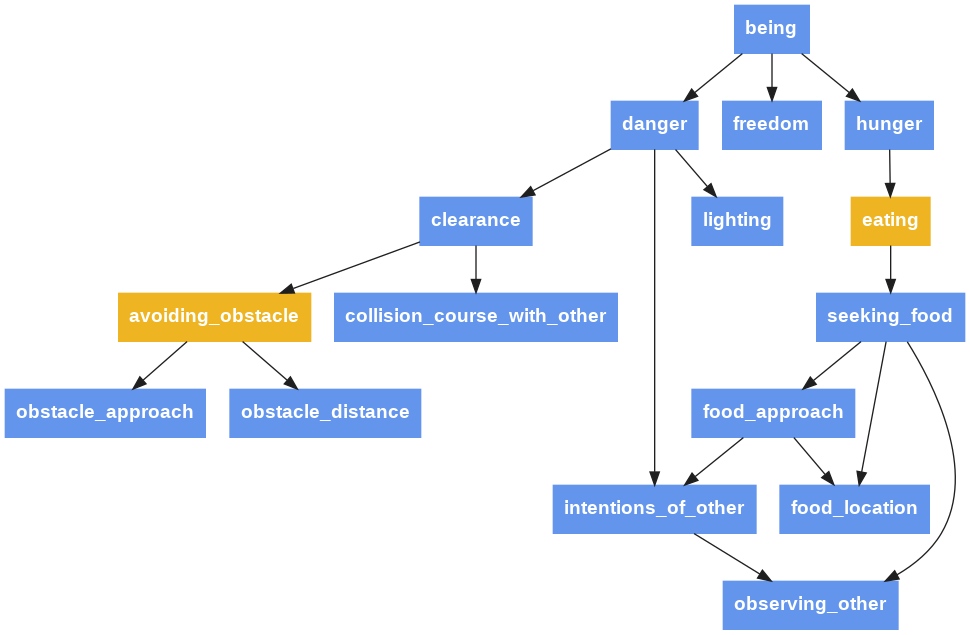 being
danger
freedom
hunger
clearance
lighting
eating
avoiding_obstacle
collision_course_with_other
seeking_food
obstacle_approach
obstacle_distance
food_approach
intentions_of_other
food_location
observing_other